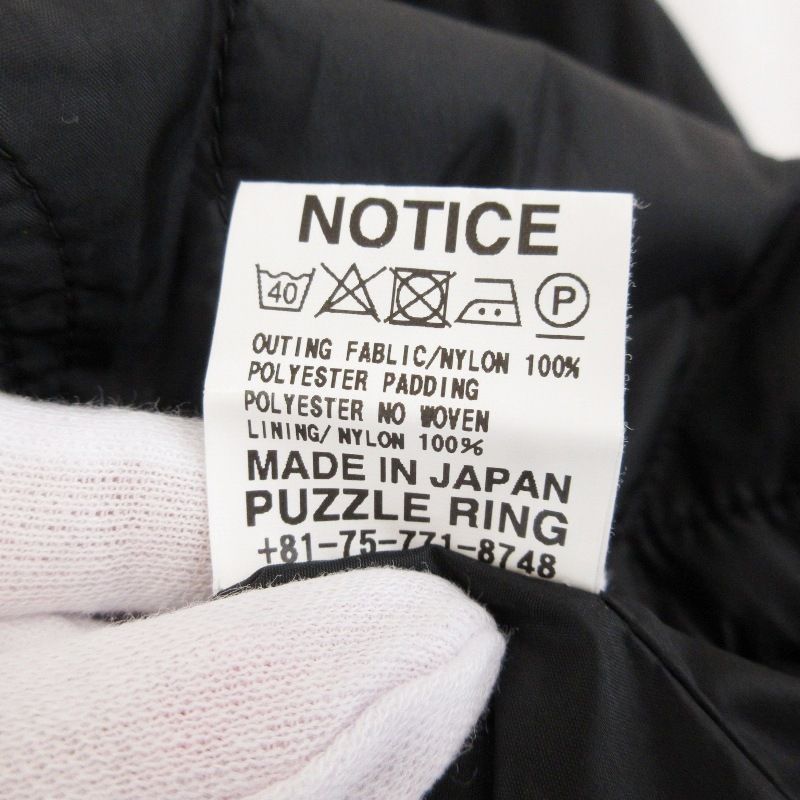 NOTICE
40 P
OUTING FABLIC/NYLON 100%
POLYESTER PADDING
POLYESTER NO WOVEN
LINING/NYLON 100%
MADE IN JAPAN
PUZZLE RING
+81-75-771-8748